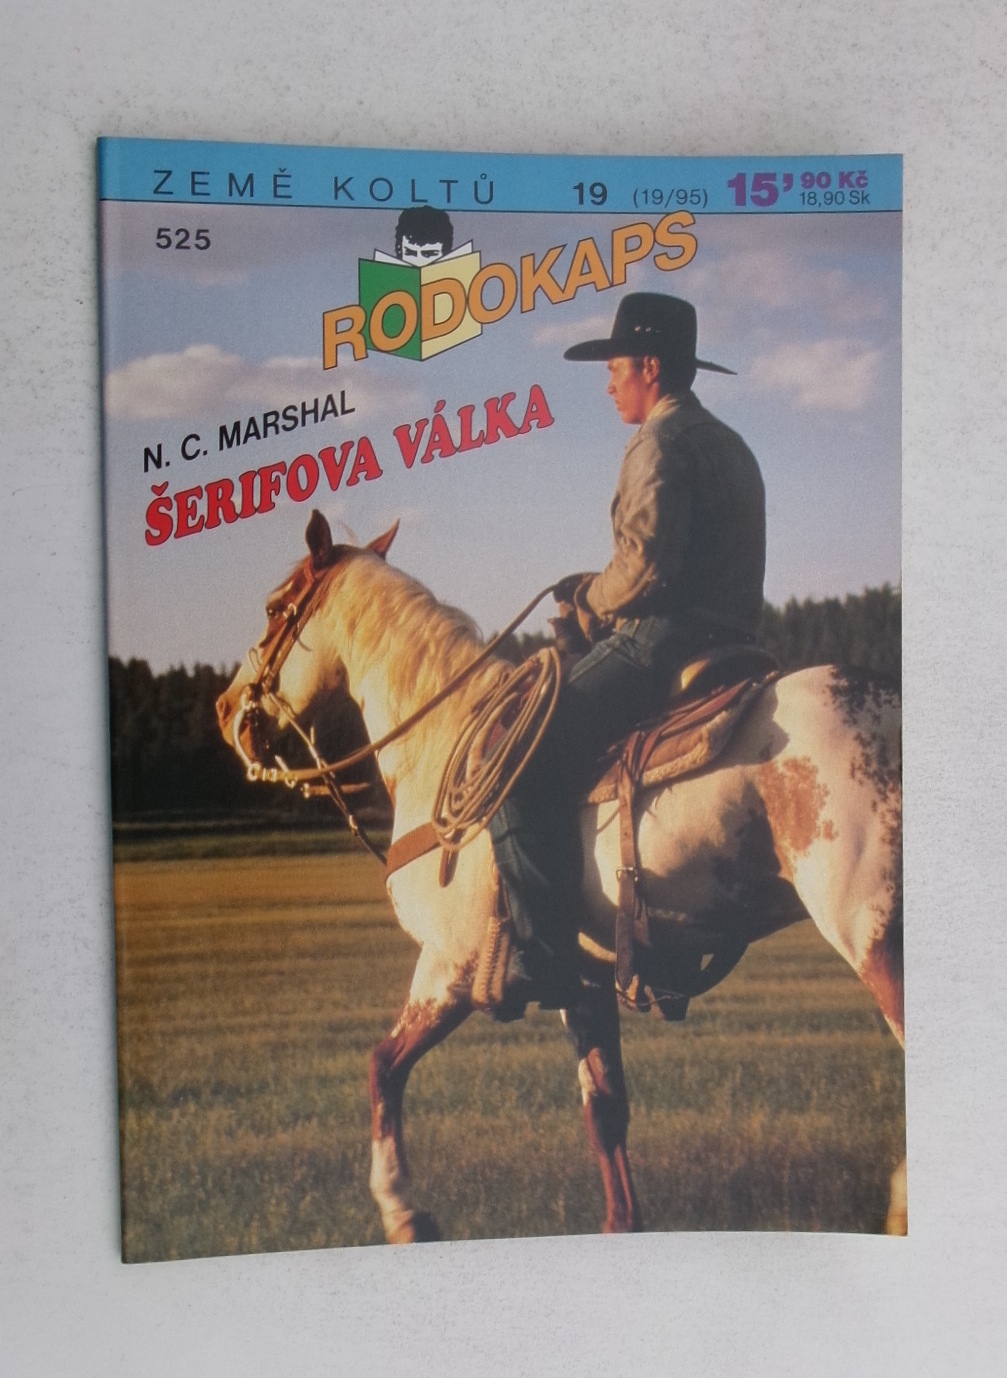 ZEMĚ KOLTŮ 19 (19/95) 15,90 Kč
18,90 Sk
525
RODOKAPS
N. C. MARSHAL
ŠERIFOVA VÁLKA